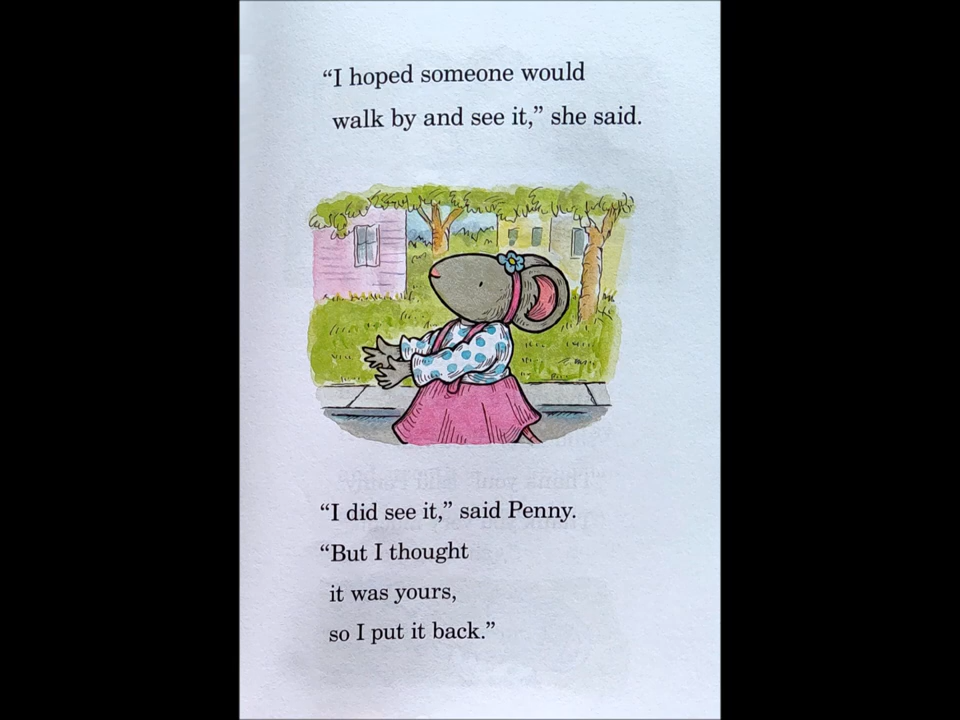 “I hoped someone would
walk by and see it,” she said.
“I did see it,” said Penny.
“But I thought
it was yours,
so I put it back.”